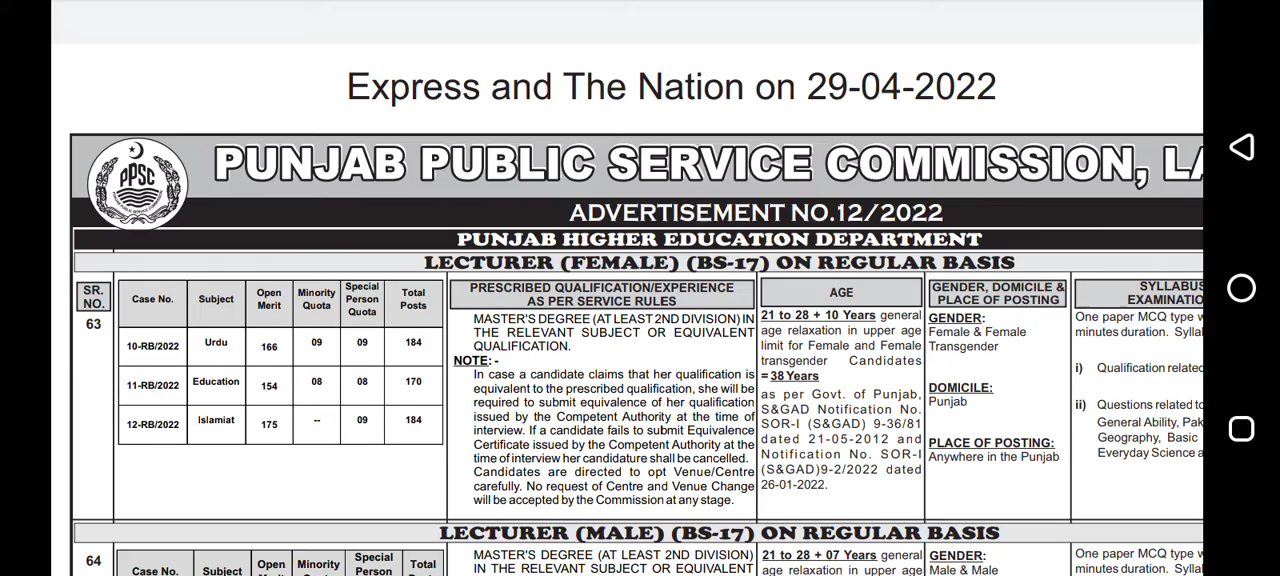 Express and The Nation on 29-04-2022
PPSC
PUNJAB PUBLIC SERVICE COMMISSION, LA
ADVERTISEMENT NO.12/2022
PUNJAB HIGHER EDUCATION DEPARTMENT
LECTURER (FEMALE) (BS-17) ON REGULAR BASIS
SR. NO.
63
Case No. Subject Open Merit Minority Quota Special Person Quota Total Posts
10-RB/2022 Urdu 166 09 09 184
11-RB/2022 Education 154 08 08 170
12-RB/2022 Islamiat 175 -- 09 184
PRESCRIBED QUALIFICATION/EXPERIENCE
AS PER SERVICE RULES
MASTER'S DEGREE (AT LEAST 2ND DIVISION) IN
THE RELEVANT SUBJECT OR EQUIVALENT
QUALIFICATION.
NOTE: -
In case a candidate claims that her qualification is
equivalent to the prescribed qualification, she will be
required to submit equivalence of her qualification
issued by the Competent Authority at the time of
interview. If a candidate fails to submit Equivalence
Certificate issued by the Competent Authority at the
time of interview her candidature shall be cancelled.
Candidates are directed to opt Venue/Centre
carefully. No request of Centre and Venue Change
will be accepted by the Commission at any stage.
AGE
21 to 28 + 10 Years general
age relaxation in upper age
limit for Female and Female
transgender Candidates
= 38 Years
as per Govt. of Punjab,
S&GAD Notification No.
SOR-I (S&GAD) 9-36/81
dated 21-05-2012 and
Notification No. SOR-I
(S&GAD)9-2/2022 dated
26-01-2022.
GENDER, DOMICILE &
PLACE OF POSTING
GENDER:
Female & Female
Transgender
DOMICILE:
Punjab
PLACE OF POSTING:
Anywhere in the Punjab
SYLLABUS
EXAMINATIO
One paper MCQ type w
minutes duration. Syllal
i) Qualification related
ii) Questions related to
General Ability, Pak
Geography, Basic
Everyday Science a
LECTURER (MALE) (BS-17) ON REGULAR BASIS
64
Case No. Subject Open Minority Special Person Total
MASTER'S DEGREE (AT LEAST 2ND DIVISION)
IN THE RELEVANT SUBJECT OR EQUIVALENT
21 to 28 + 07 Years general
age relaxation in upper age
GENDER:
Male & Male
One paper MCQ type w
minutes duration. Syllal